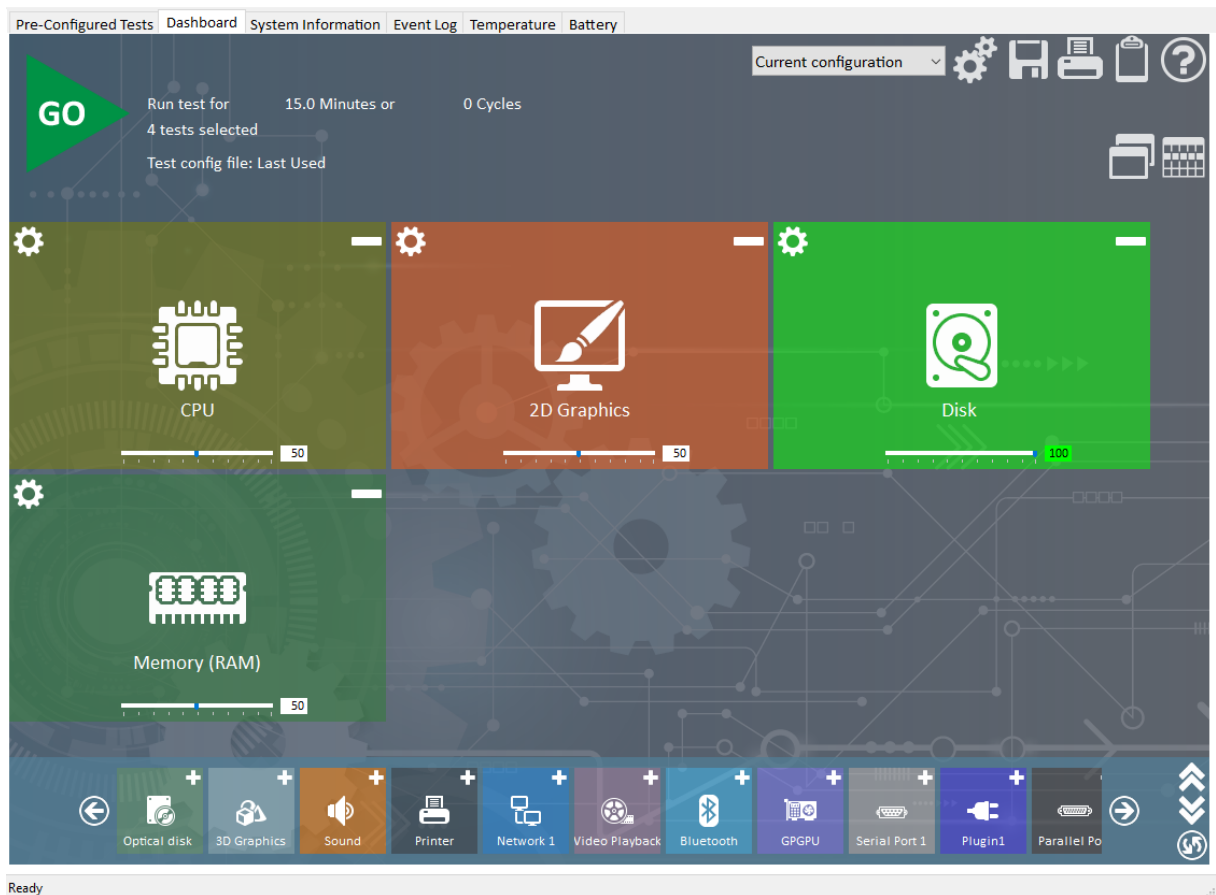 Pre-Configured Tests Dashboard System Information Event Log Temperature Battery
Current configuration
GO
Run test for 15.0 Minutes or 0 Cycles
4 tests selected
Test config file: Last Used
CPU
50
2D Graphics
50
Disk
100
Memory (RAM)
50
Optical disk 3D Graphics Sound Printer Network 1 Video Playback Bluetooth GPGPU Serial Port 1 Plugin1 Parallel Po
Ready